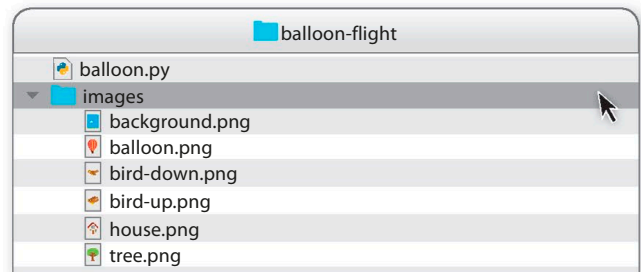 balloon-flight
balloon.py
images
background.png
balloon.png
bird-down.png
bird-up.png
house.png
tree.png